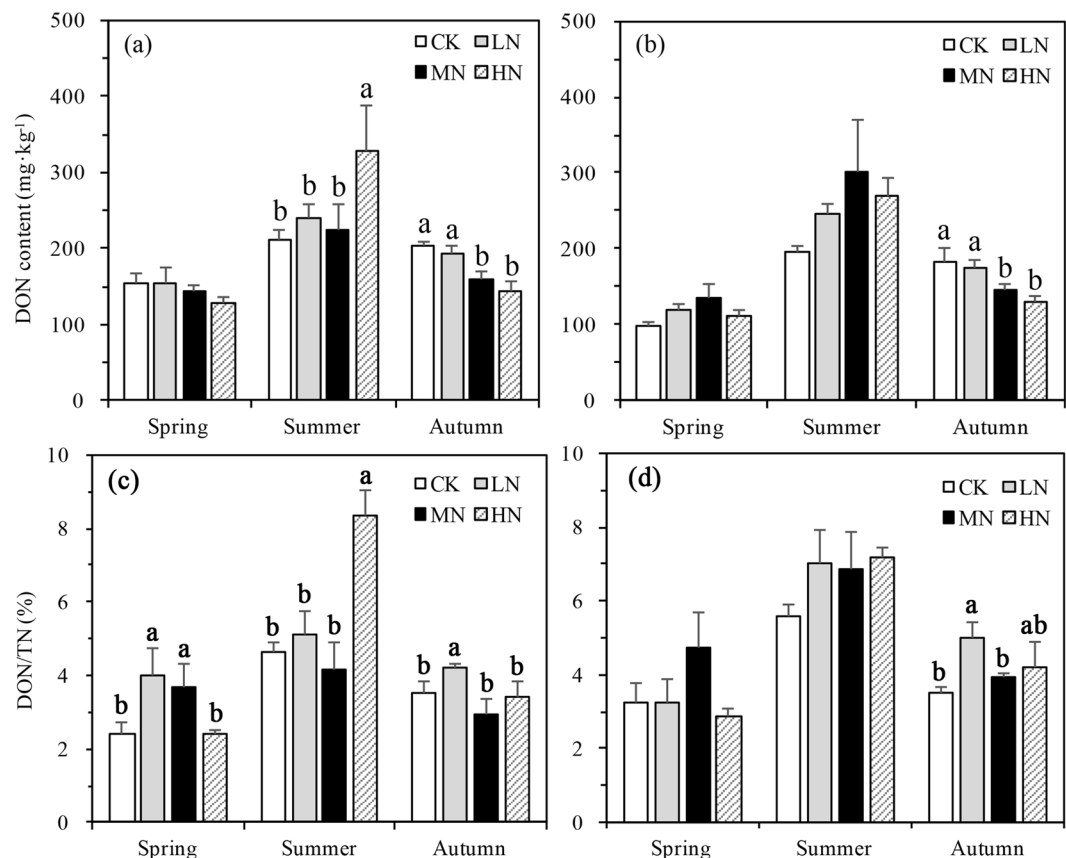 (a)
CK LN
MN HN
DON content (mg·kg⁻¹)
500
400
300
200
100
0
b b b a
a a b b
Spring Summer Autumn
(b)
CK LN
MN HN
500
400
300
200
100
0
a a b b
Spring Summer Autumn
(c)
CK LN
MN HN
DON/TN (%)
10
8
6
4
2
0
b a a b
b b b a
b a b b
Spring Summer Autumn
(d)
CK LN
MN HN
10
8
6
4
2
0
b a b ab
Spring Summer Autumn